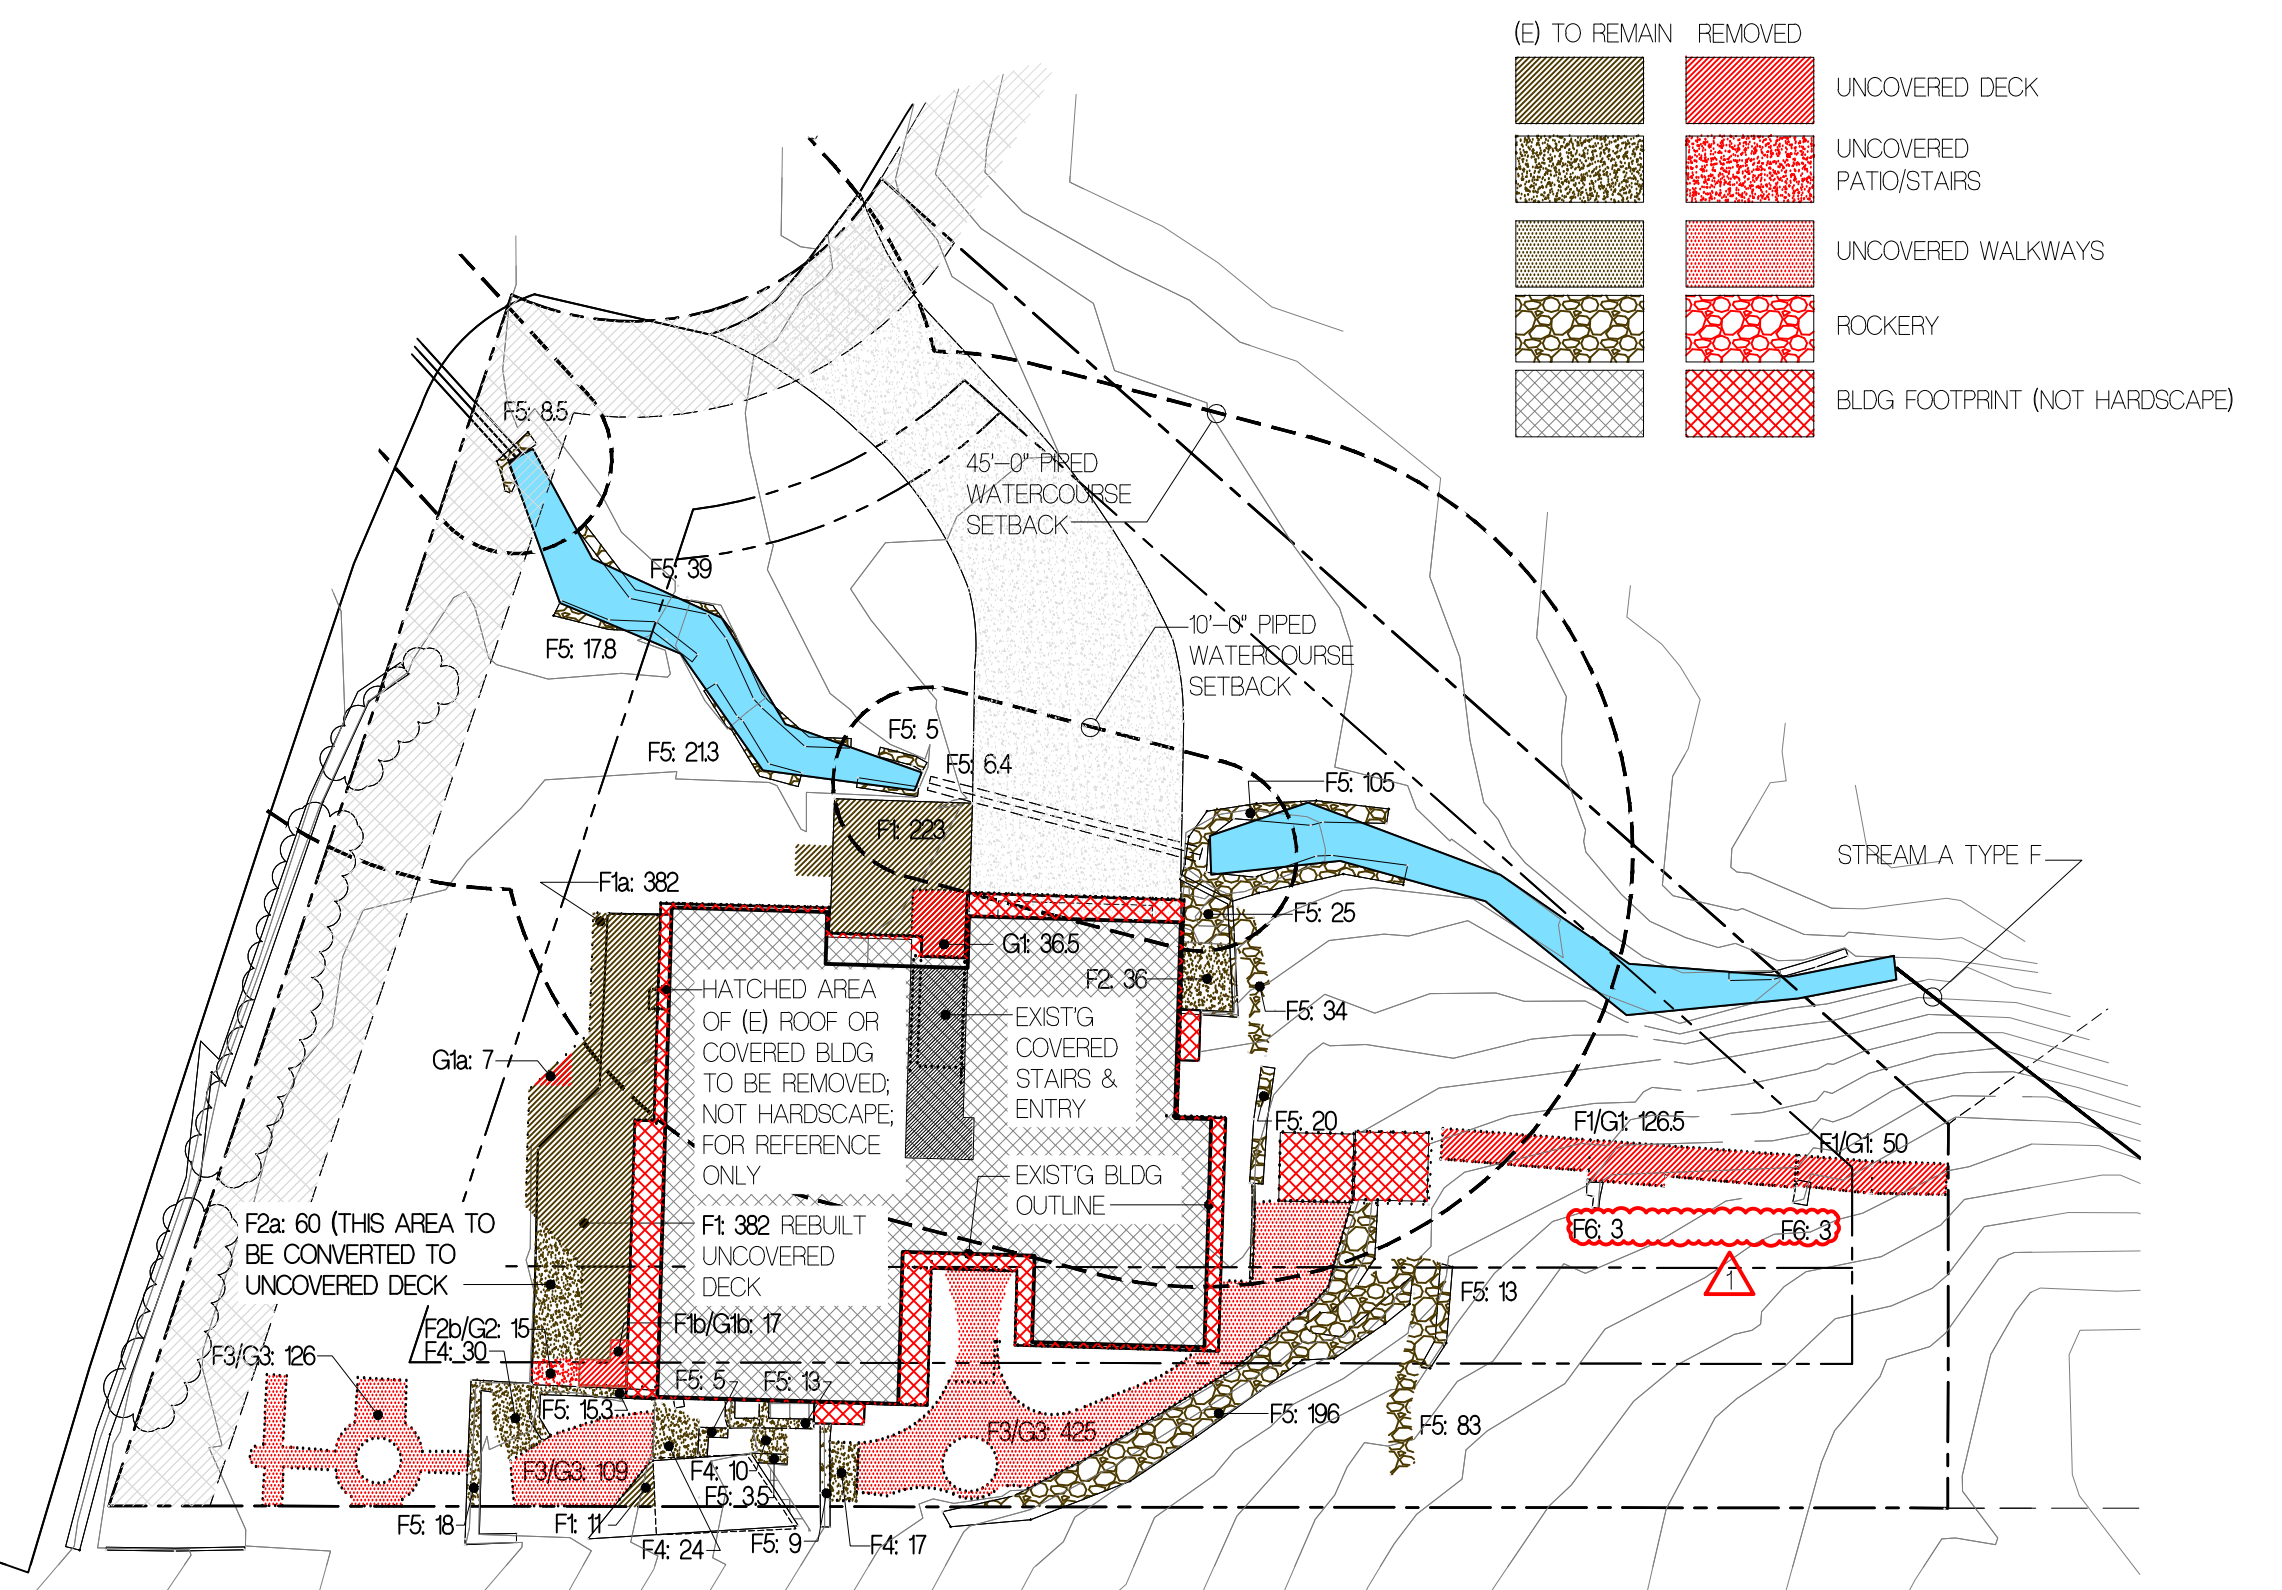 (E) TO REMAIN REMOVED
UNCOVERED DECK
UNCOVERED
PATIO/STAIRS
UNCOVERED WALKWAYS
ROCKERY
BLDG FOOTPRINT (NOT HARDSCAPE)
F5: 8.5
45'-0" PIPED
WATERCOURSE
SETBACK
F5: 39
10'-0" PIPED
WATERCOURSE
SETBACK
F5: 17.8
F5: 21.3
F5: 5
F5: 6.4
F5: 105
F1: 223
STREAM A TYPE F
F1a: 382
F5: 25
G1: 36.5
F2: 36
F5: 34
HATCHED AREA
OF (E) ROOF OR
COVERED BLDG
TO BE REMOVED;
NOT HARDSCAPE;
FOR REFERENCE
ONLY
EXIST'G
COVERED
STAIRS &
ENTRY
G1a: 7
F5: 20
F1/G1: 126.5
F1/G1: 50
EXIST'G BLDG
OUTLINE
F2a: 60 (THIS AREA TO
BE CONVERTED TO
UNCOVERED DECK
F1: 382 REBUILT
UNCOVERED
DECK
F6: 3
F6: 3
1
F5: 13
F2b/G2: 15
F1b/G1b: 17
F4: 30
F3/G3: 126
F5: 5
F5: 13
F5: 15.3
F5: 196
F5: 83
F3/G3: 425
F3/G3: 109
F4: 10
F5: 3.5
F5: 18
F1: 11
F4: 24
F5: 9
F4: 17